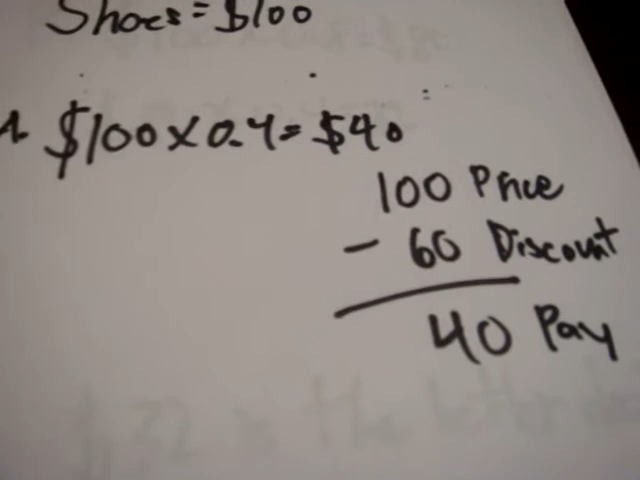 Shoes = $100
A. $100 x 0.4 = $40
100 Price
- 60 Discount
40 Pay